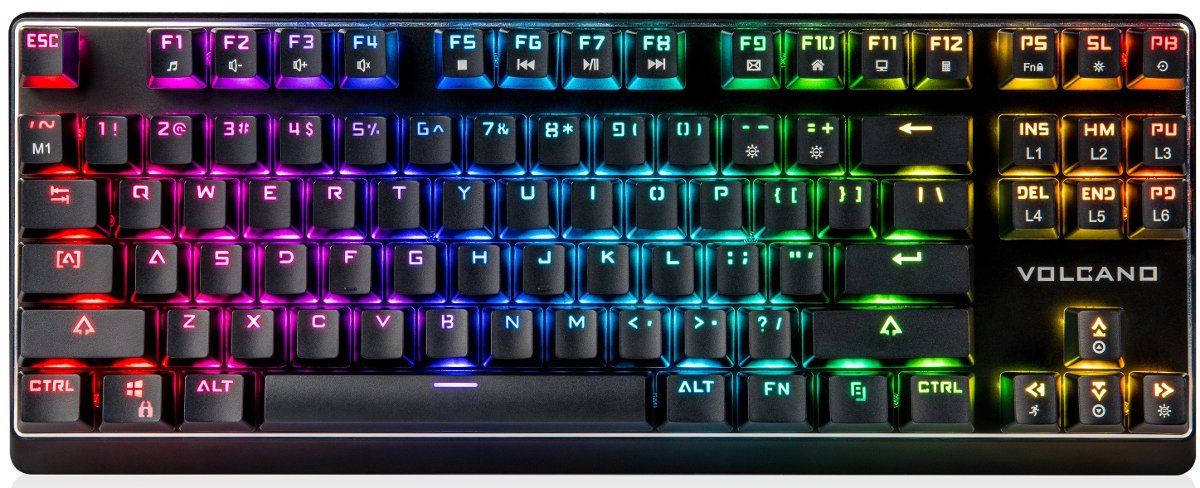 ESC F1 F2 F3 F4 F5 F6 F7 F8 F9 F10 F11 F12 PS SL PB
Fn
'~ 1! 2@ 3# 4$ 5% 6^ 7& 8* 9( 0) -- =+ INS HM PU
M1 L1 L2 L3
Q W E R T Y U I O P {[ }] |\ DEL END PD
L4 L5 L6
[A] A S D F G H J K L :; "' VOLCANO
Z X C V B N M <, >. ?/
CTRL ALT ALT FN CTRL